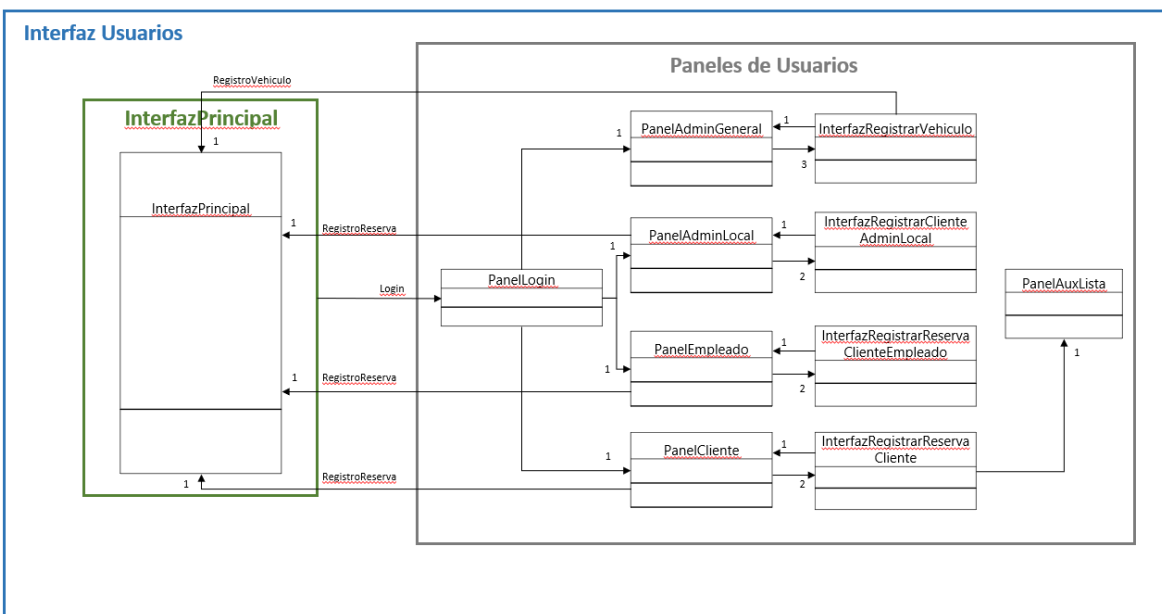 Interfaz Usuarios
Paneles de Usuarios
RegistroVehiculo
InterfazPrincipal
1
InterfazPrincipal
PanelAdminGeneral
1
1
InterfazRegistrarVehiculo
3
1
RegistroReserva
PanelAdminLocal
1
1
InterfazRegistrarCliente
AdminLocal
2
Login
PanelLogin
PanelAuxLista
1
PanelEmpleado
1
1
InterfazRegistrarReserva
ClienteEmpleado
2
1
RegistroReserva
PanelCliente
1
1
InterfazRegistrarReserva
Cliente
2
1
RegistroReserva